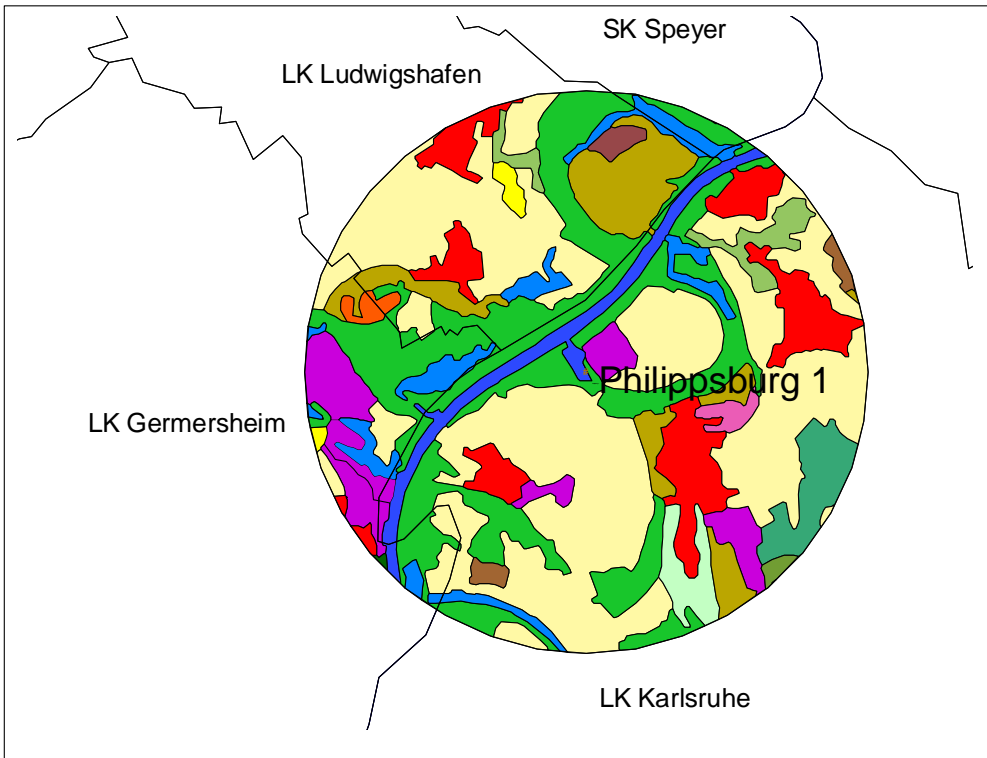 SK Speyer
LK Ludwigshafen
Philippsburg 1
LK Germersheim
LK Karlsruhe